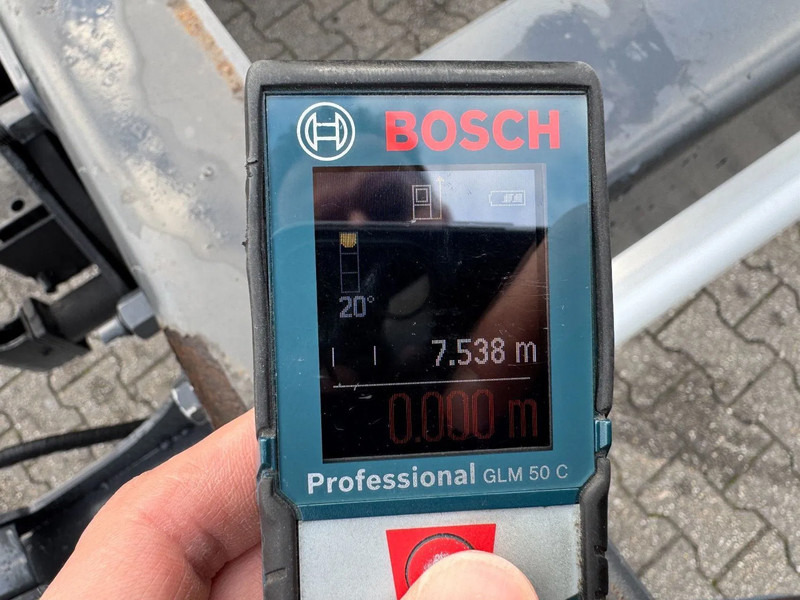 BOSCH
20°
7.538 m
0.000 m
Professional GLM 50 C